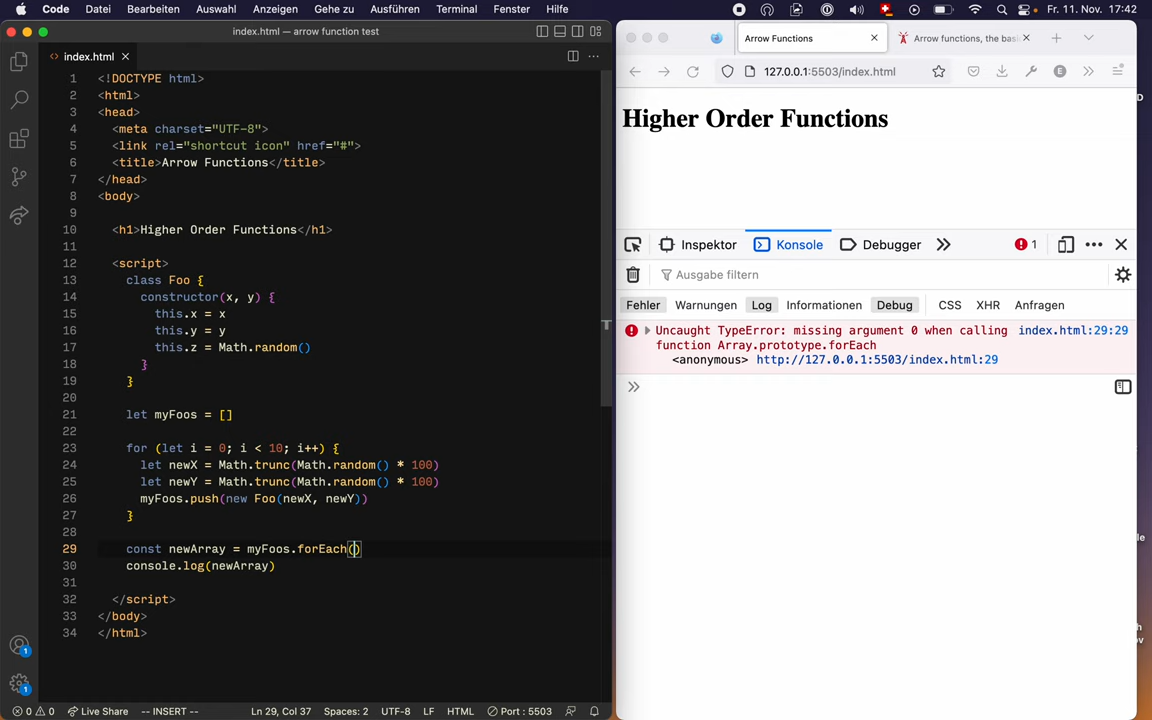 Code Datei Bearbeiten Auswahl Anzeigen Gehe zu Ausführen Terminal Fenster Hilfe Fr. 11. Nov. 17:42
index.html — arrow function test
index.html
1 <!DOCTYPE html>
2 <html>
3 <head>
4 <meta charset="UTF-8">
5 <link rel="shortcut icon" href="#">
6 <title>Arrow Functions</title>
7 </head>
8 <body>
9
10 <h1>Higher Order Functions</h1>
11
12 <script>
13 class Foo {
14 constructor(x, y) {
15 this.x = x
16 this.y = y
17 this.z = Math.random()
18 }
19 }
20
21 let myFoos = []
22
23 for (let i = 0; i < 10; i++) {
24 let newX = Math.trunc(Math.random() * 100)
25 let newY = Math.trunc(Math.random() * 100)
26 myFoos.push(new Foo(newX, newY))
27 }
28
29 const newArray = myFoos.forEach()
30 console.log(newArray)
31
32 </script>
33 </body>
34 </html>
1
1
0 0 Live Share -- INSERT -- Ln 29, Col 37 Spaces: 2 UTF-8 LF HTML Port : 5503
Arrow Functions
Arrow functions, the basi
127.0.0.1:5503/index.html
E
Higher Order Functions
Inspektor Konsole Debugger 1
Ausgabe filtern
Fehler Warnungen Log Informationen Debug CSS XHR Anfragen
Uncaught TypeError: missing argument 0 when calling index.html:29:29
function Array.prototype.forEach
<anonymous> http://127.0.0.1:5503/index.html:29